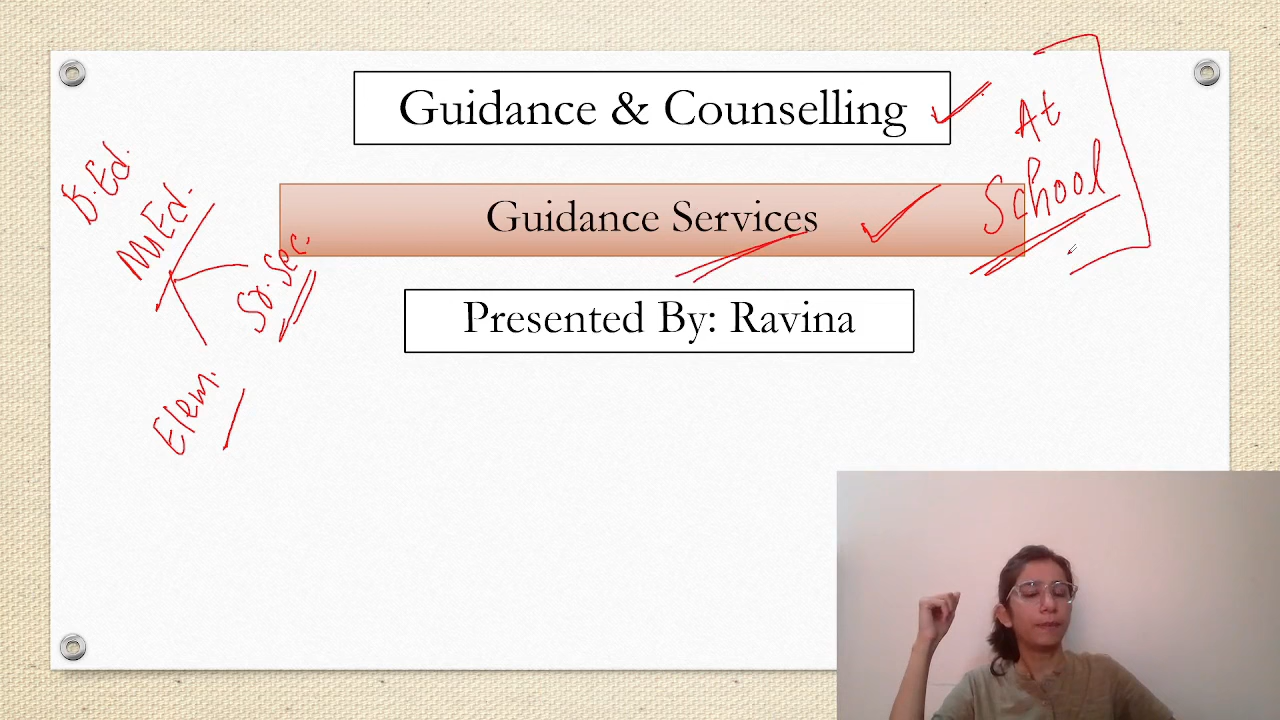 Guidance & Counselling
At
School
Guidance Services
Presented By: Ravina
B.Ed.
M.Ed.
Sr. Sec.
Elem.